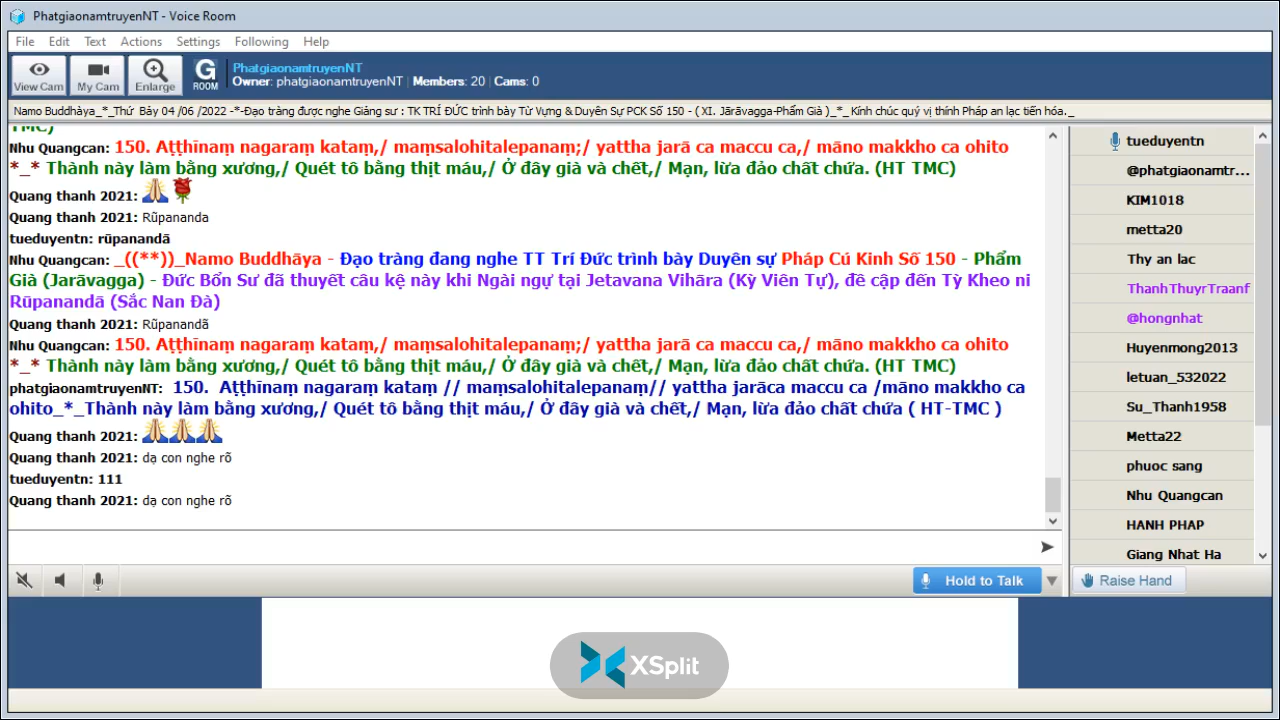 PhatgiaonamtruyenNT - Voice Room
File Edit Text Actions Settings Following Help
View Cam My Cam Enlarge G ROOM PhatgiaonamtruyenNT
Owner: phatgiaonamtruyenNT | Members: 20 | Cams: 0
Namo Buddhàya_*_Thứ Bảy 04 /06 /2022 -*-Đạo tràng được nghe Giảng sư : TK TRÍ ĐỨC trình bày Từ Vựng & Duyên Sự PCK Số 150 - ( XI. Jārāvagga-Phẩm Già )_*_ Kính chúc quý vị thính Pháp an lạc tiến hóa._
TMC)
Nhu Quangcan: 150. Aṭṭhīnaṃ nagaraṃ kataṃ,/ maṃsalohitalepanaṃ;/ yattha jarā ca maccu ca,/ māno makkho ca ohito
*_* Thành này làm bằng xương,/ Quét tô bằng thịt máu,/ Ở đây già và chết,/ Mạn, lừa đảo chất chứa. (HT TMC)
Quang thanh 2021: 🙏🌹
Quang thanh 2021: Rūpananda
tueduyentn: rūpanandā
Nhu Quangcan: _((**))_Namo Buddhāya - Đạo tràng đang nghe TT Trí Đức trình bày Duyên sự Pháp Cú Kinh Số 150 - Phẩm
Già (Jarāvagga) - Đức Bổn Sư đã thuyết câu kệ này khi Ngài ngự tại Jetavana Vihāra (Kỳ Viên Tự), đề cập đến Tỳ Kheo ni
Rūpanandā (Sắc Nan Đà)
Quang thanh 2021: Rũpanandã
Nhu Quangcan: 150. Aṭṭhīnaṃ nagaraṃ kataṃ,/ maṃsalohitalepanaṃ;/ yattha jarā ca maccu ca,/ māno makkho ca ohito
*_* Thành này làm bằng xương,/ Quét tô bằng thịt máu,/ Ở đây già và chết,/ Mạn, lừa đảo chất chứa. (HT TMC)
phatgiaonamtruyenNT: 150. Aṭṭhīnaṃ nagaraṃ kataṃ // maṃsalohitalepanaṃ// yattha jarāca maccu ca /māno makkho ca
ohito_*_Thành này làm bằng xương,/ Quét tô bằng thịt máu,/ Ở đây già và chết,/ Mạn, lừa đảo chất chứa ( HT-TMC )
Quang thanh 2021: 🙏🙏🙏
Quang thanh 2021: dạ con nghe rõ
tueduyentn: 111
Quang thanh 2021: dạ con nghe rõ
tueduyentn
@phatgiaonamtr...
KIM1018
metta20
Thy an lac
ThanhThuyrTraanf
@hongnhat
Huyenmong2013
letuan_532022
Su_Thanh1958
Metta22
phuoc sang
Nhu Quangcan
HANH PHAP
Giang Nhat Ha
Hold to Talk
Raise Hand
XSplit